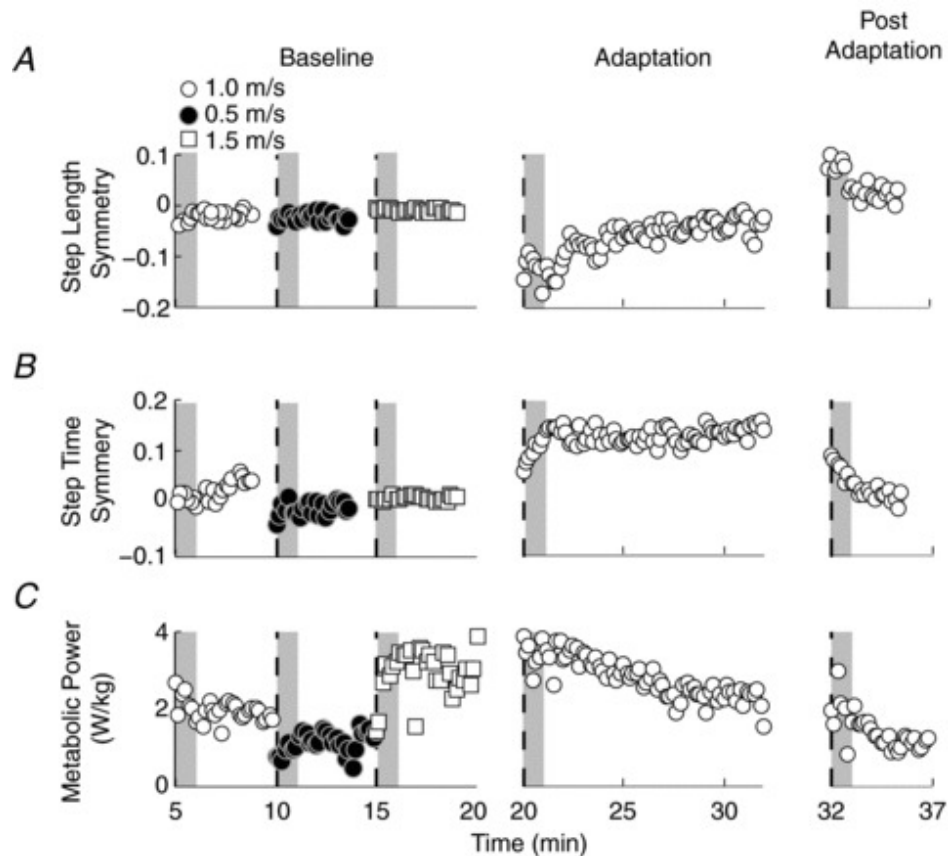 Post
Adaptation
A
Baseline
Adaptation
1.0 m/s
0.5 m/s
1.5 m/s
Step Length
Symmetry
0.1
0
−0.1
−0.2
B
Step Time
Symmery
0.2
0.1
0
−0.1
C
Metabolic Power
(W/kg)
4
2
0
5 10 15 20 20 25 30 32 37
Time (min)